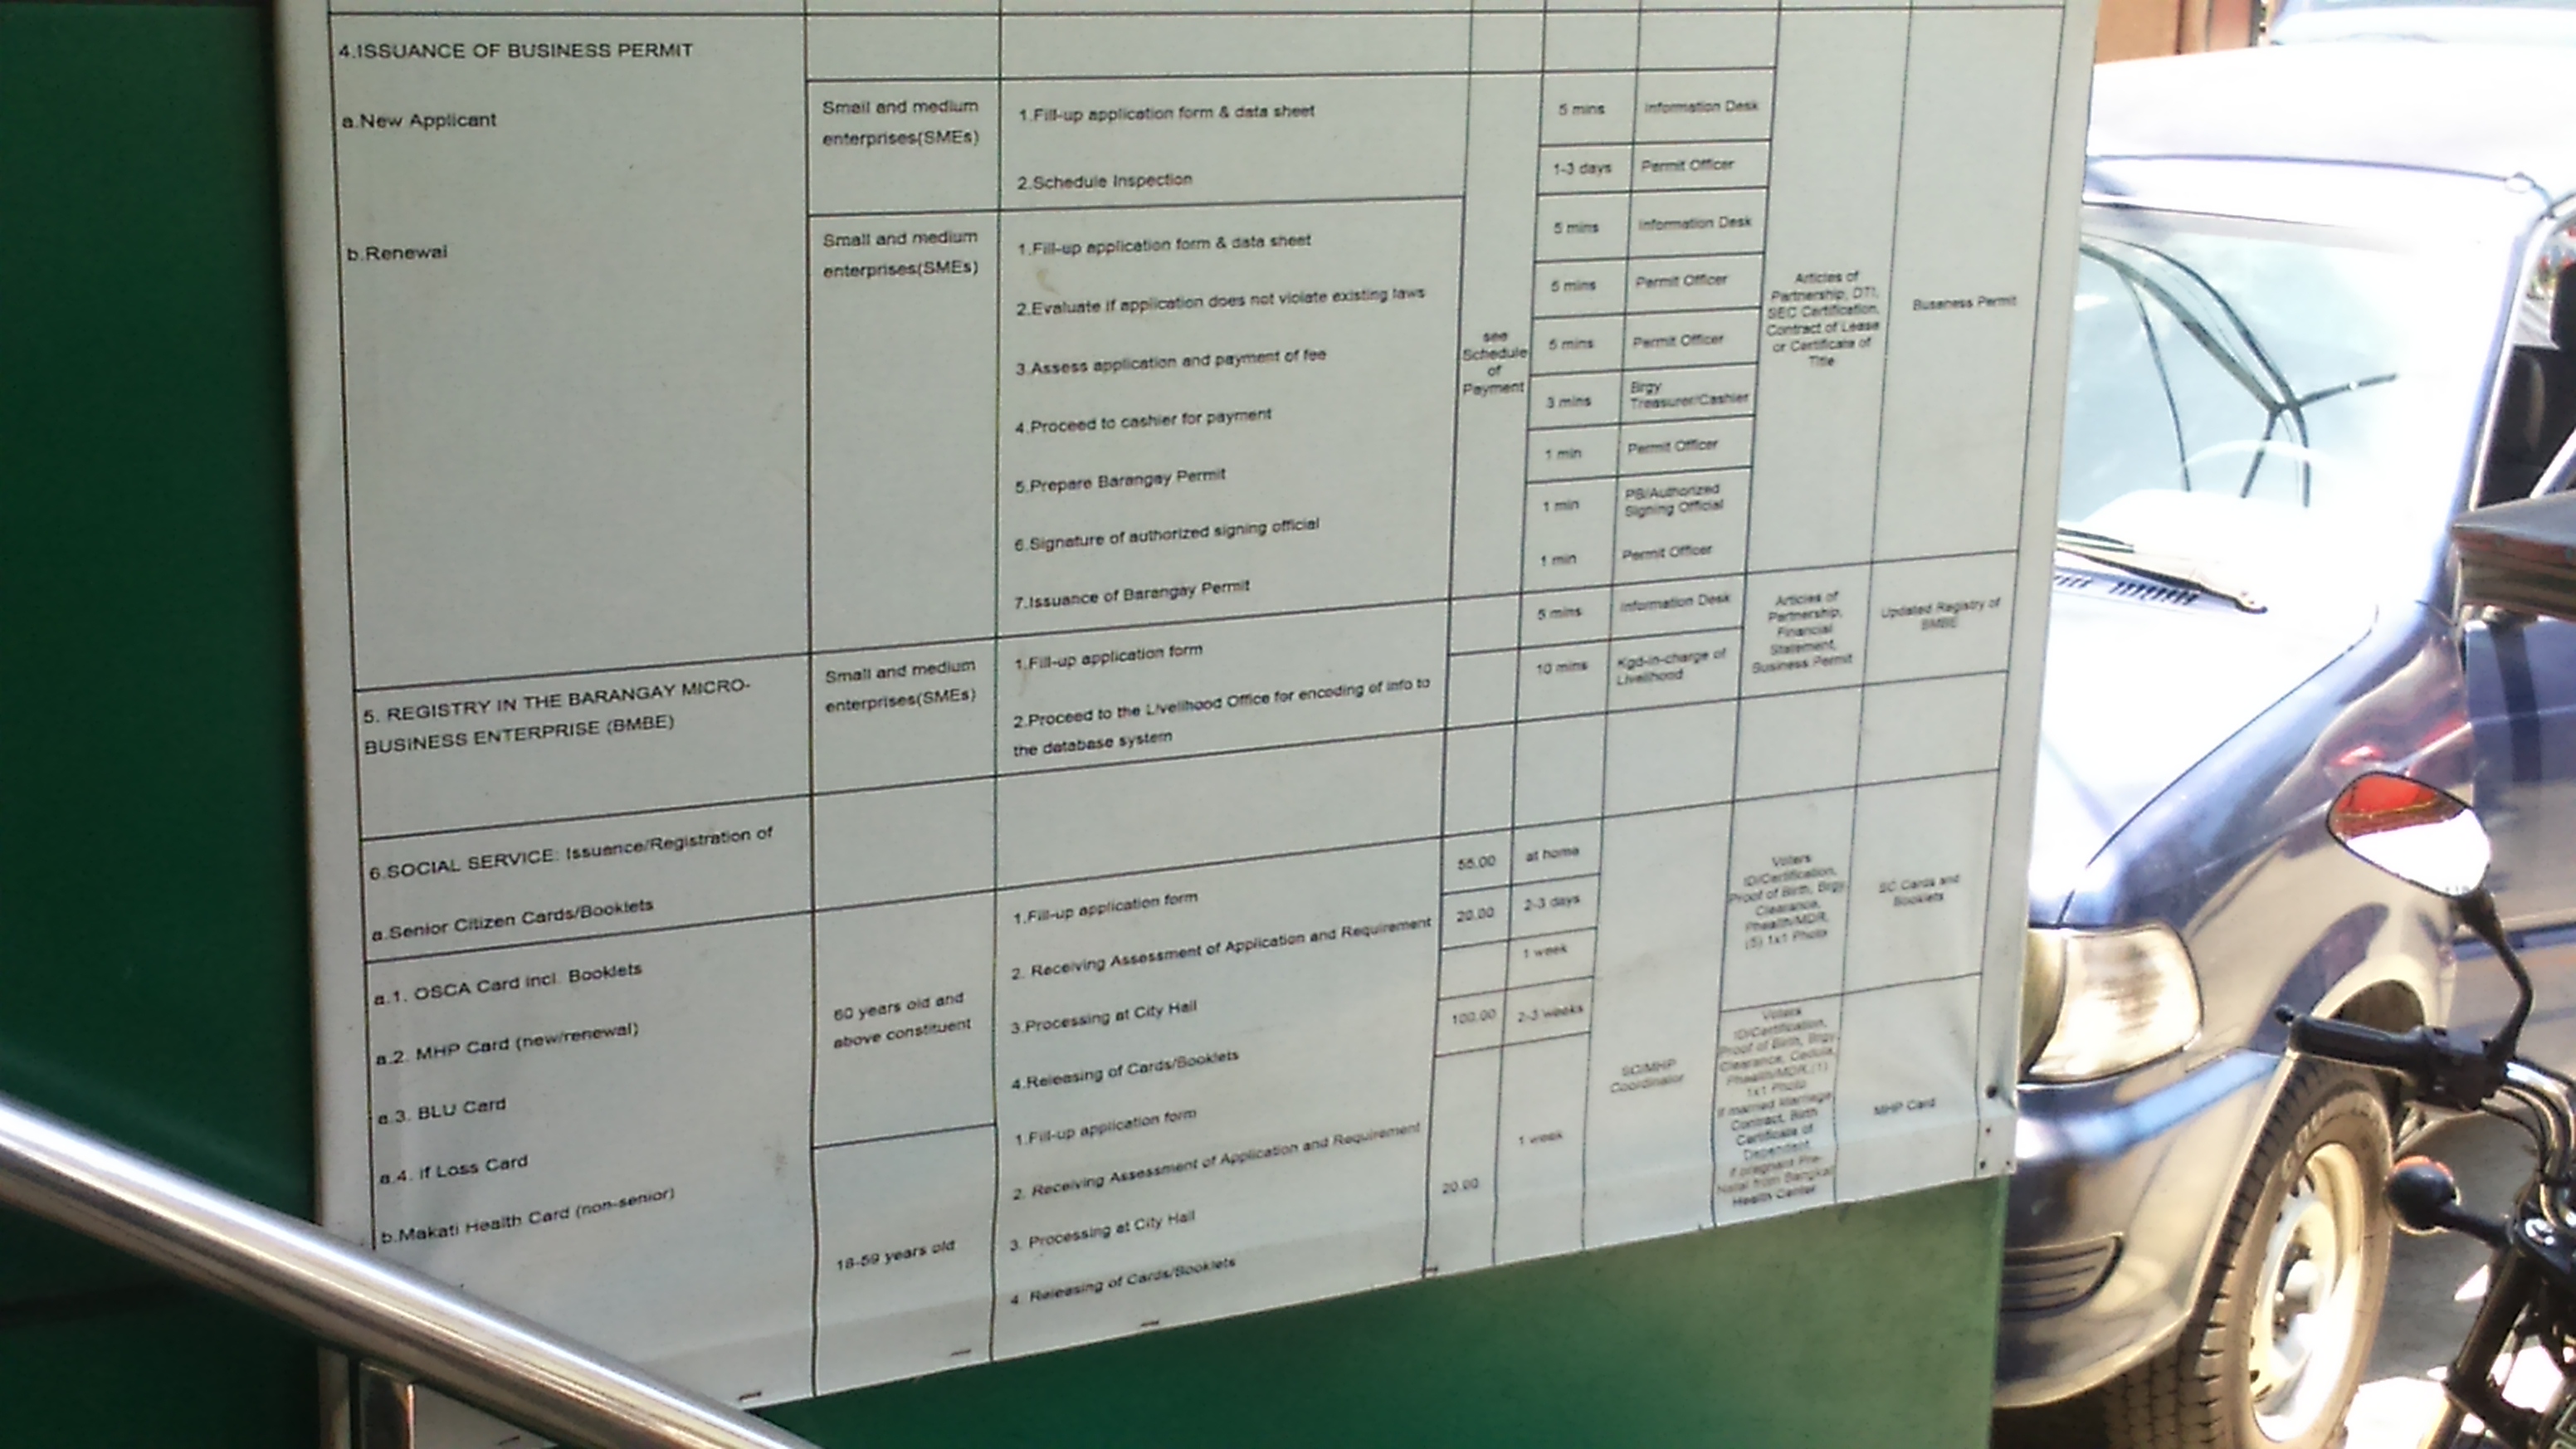 4.ISSUANCE OF BUSINESS PERMIT
a.New Applicant
Small and medium
enterprises(SMEs)
1.Fill-up application form & data sheet
5 mins
Information Desk
2.Schedule Inspection
1-3 days
Permit Officer
b.Renewal
Small and medium
enterprises(SMEs)
1.Fill-up application form & data sheet
5 mins
Information Desk
2.Evaluate if application does not violate existing laws
5 mins
Permit Officer
3.Assess application and payment of fee
5 mins
Permit Officer
4.Proceed to cashier for payment
3 mins
Brgy
Treasurer/Cashier
5.Prepare Barangay Permit
1 min
Permit Officer
6.Signature of authorized signing official
1 min
PB/Authorized
Signing Official
7.Issuance of Barangay Permit
1 min
Permit Officer
see
Schedule
of
Payment
Articles of
Partnership, DTI,
SEC Certification,
Contract of Lease
or Certificate of
Title
Business Permit
5. REGISTRY IN THE BARANGAY MICRO-
BUSINESS ENTERPRISE (BMBE)
Small and medium
enterprises(SMEs)
1.Fill-up application form
5 mins
Information Desk
2.Proceed to the Livelihood Office for encoding of info to
the database system
10 mins
Kgd-in-charge of
Livelihood
Articles of
Partnership,
Financial
Statement,
Business Permit
Updated Registry of
BMBE
6.SOCIAL SERVICE: Issuance/Registration of
a.Senior Citizen Cards/Booklets
a.1. OSCA Card incl. Booklets
a.2. MHP Card (new/renewal)
a.3. BLU Card
a.4. if Loss Card
60 years old and
above constituent
1.Fill-up application form
2. Receiving Assessment of Application and Requirement
3.Processing at City Hall
4.Releasing of Cards/Booklets
55.00
at home
20.00
2-3 days
1 week
100.00
2-3 weeks
SC/MHP
Coordinator
Voters
ID/Certification,
Proof of Birth, Brgy
Clearance,
Phealth/MDR,
(5) 1x1 Photo
SC Cards and
Booklets
b.Makati Health Card (non-senior)
18-59 years old
1.Fill-up application form
2. Receiving Assessment of Application and Requirement
3. Processing at City Hall
4. Releasing of Cards/Booklets
20.00
1 week
Voters
ID/Certification,
Proof of Birth, Brgy
Clearance, Cedula,
Phealth/MDR,(1)
1x1 Photo
If married Marriage
Contract, Birth
Certificate of
Dependent
if pregnant Pre-
Natal from Bangkal
Health Center
MHP Card